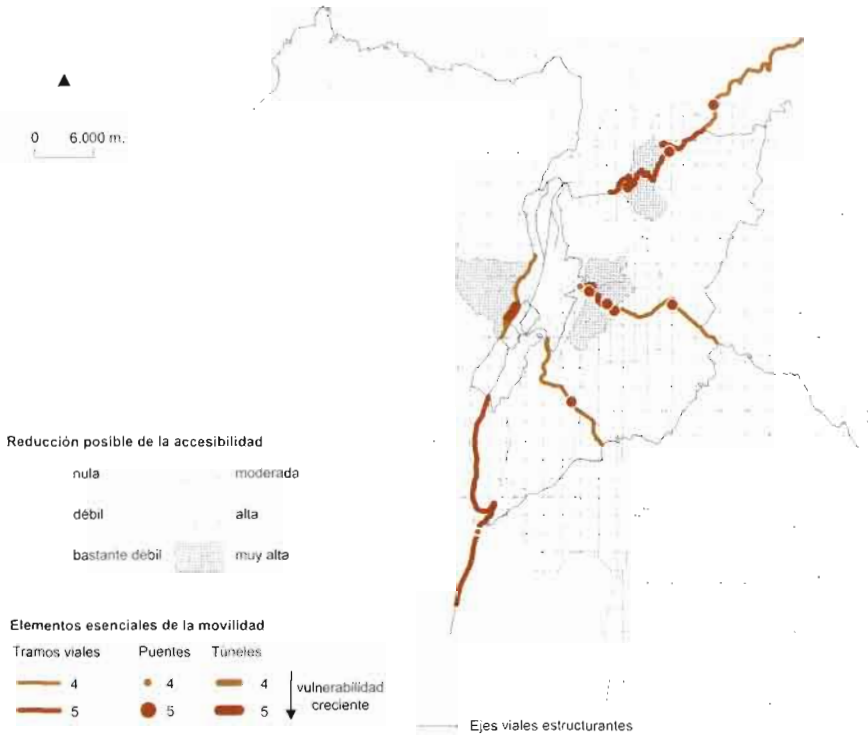 0 6.000 m.
Reducción posible de la accesibilidad
nula moderada
débil alta
bastante débil muy alta
Elementos esenciales de la movilidad
Tramos viales Puentes Túneles
4 4 4
5 5 5
vulnerabilidad
creciente
Ejes viales estructurantes